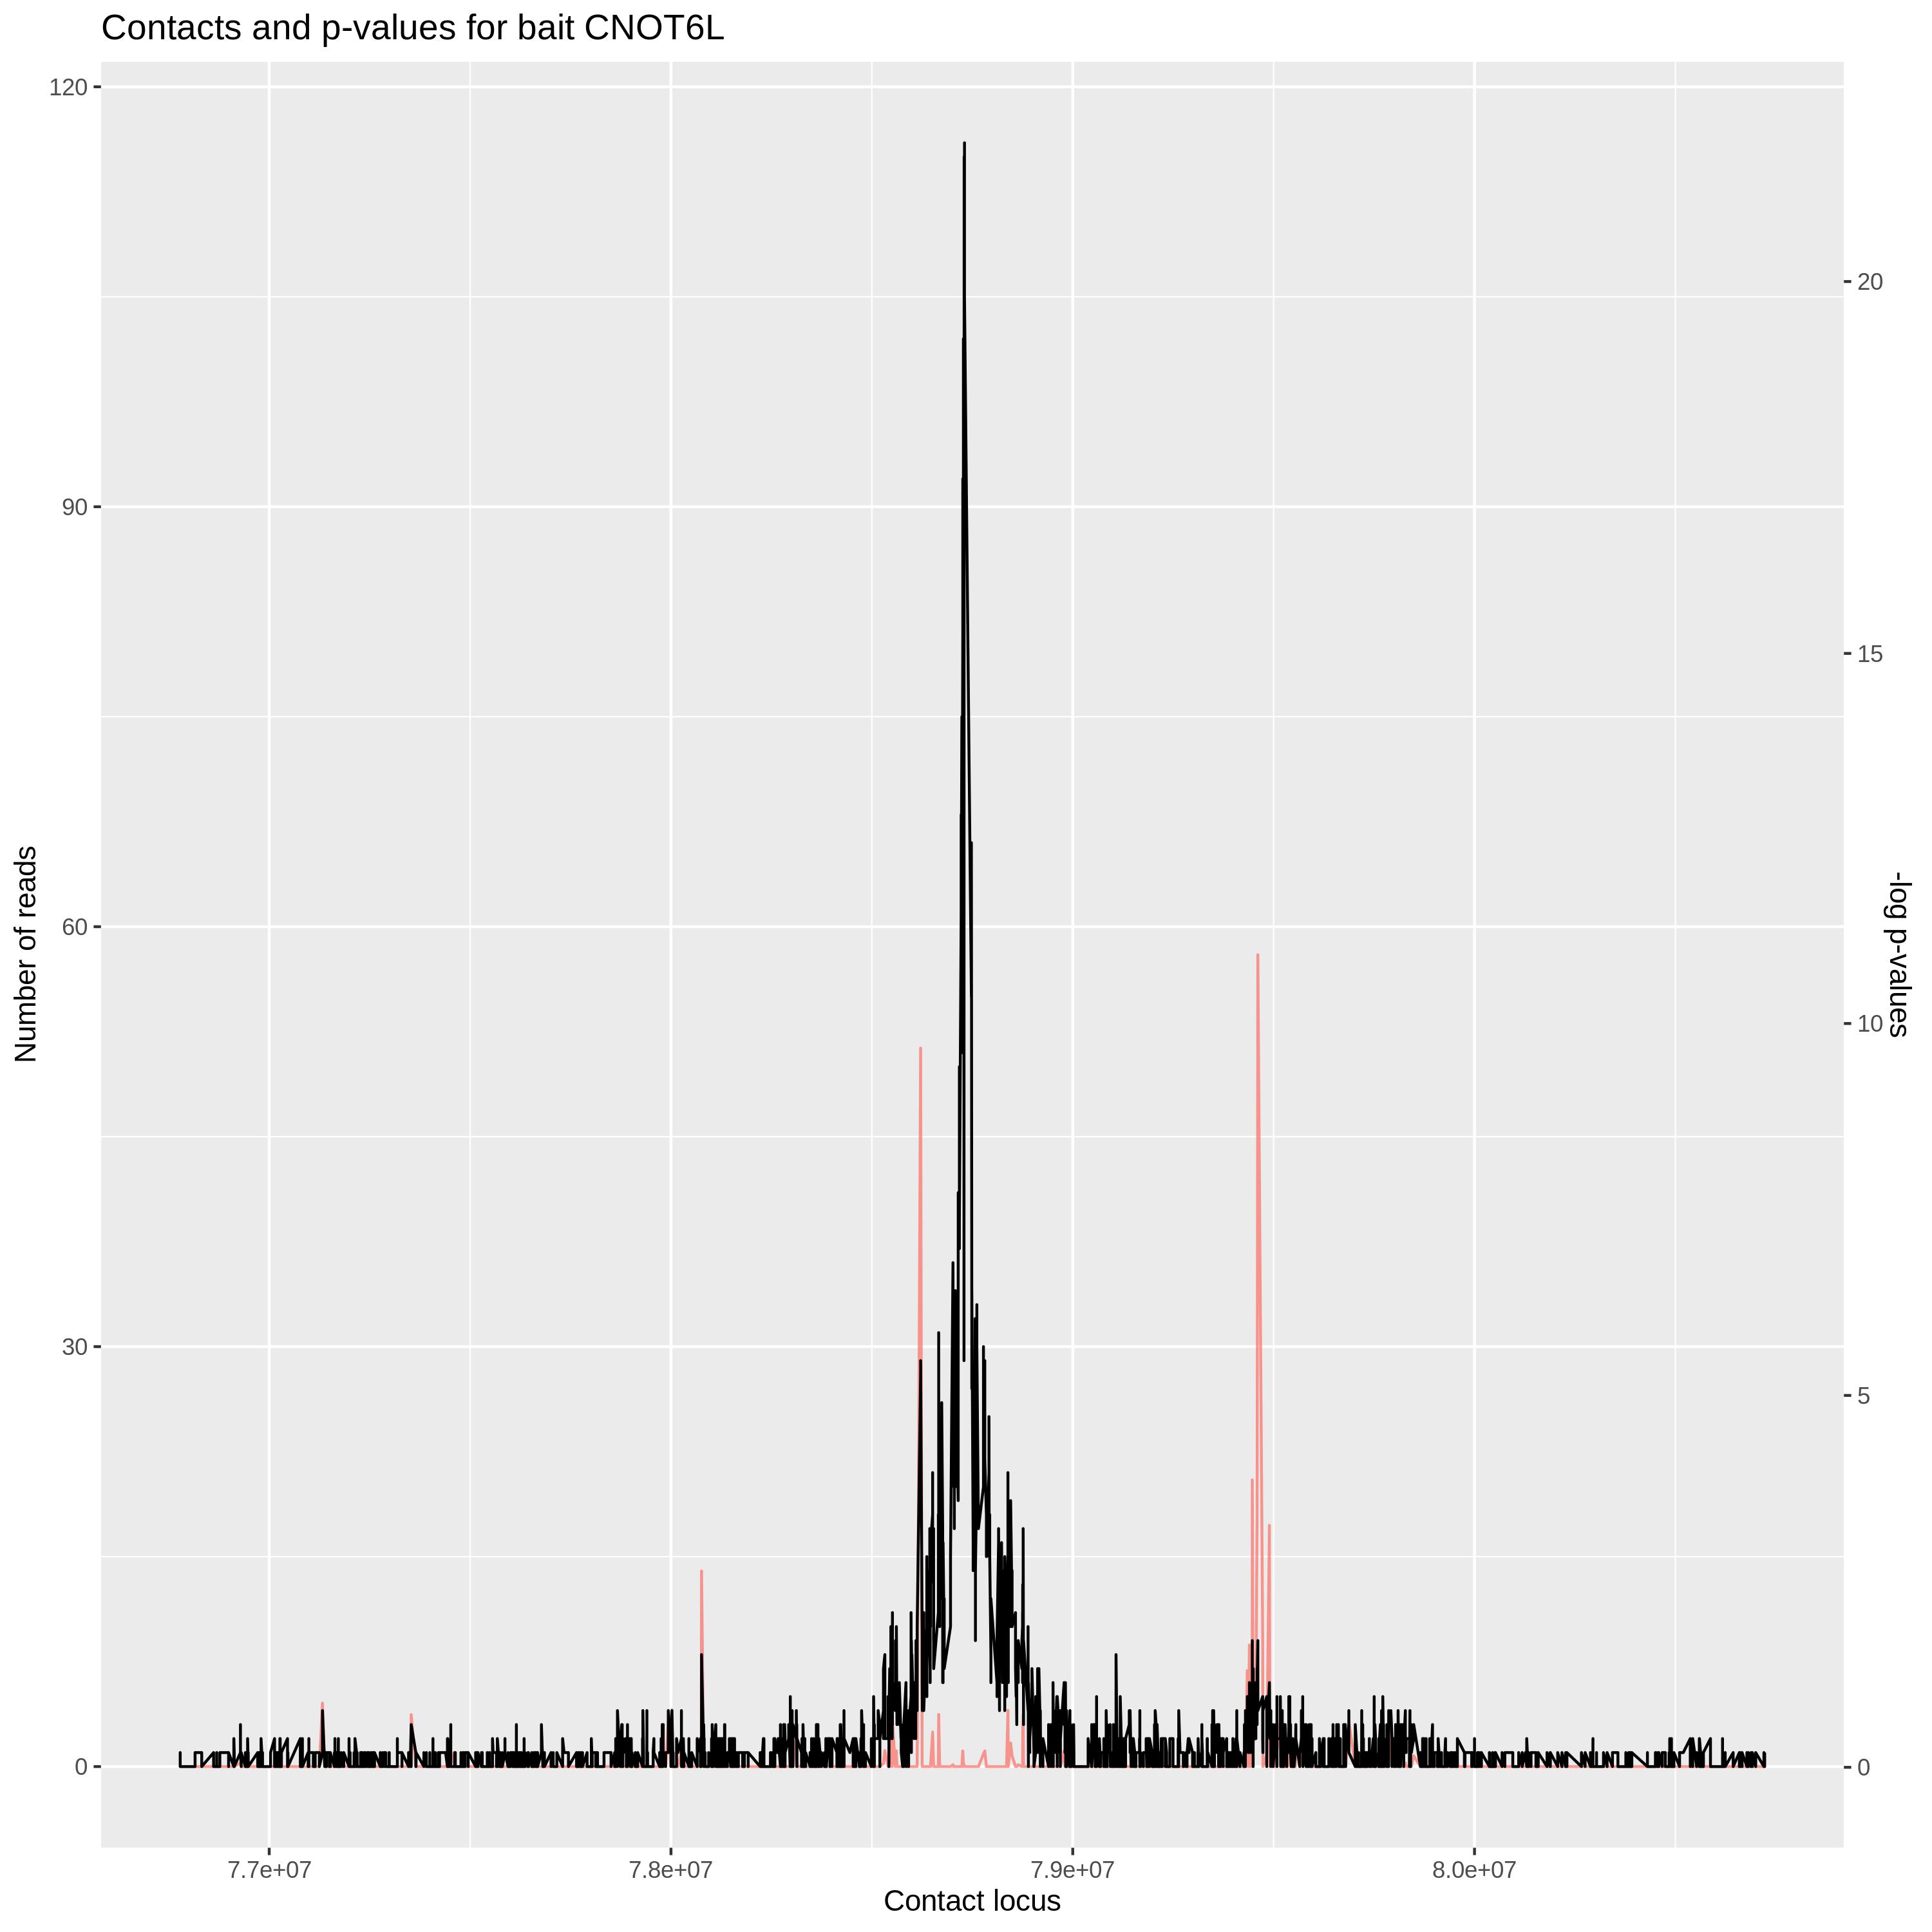 Contacts and p-values for bait CNOT6L
120
90
60
30
0
Number of reads
20
15
10
5
0
-log p-values
7.7e+07 7.8e+07 7.9e+07 8.0e+07
Contact locus